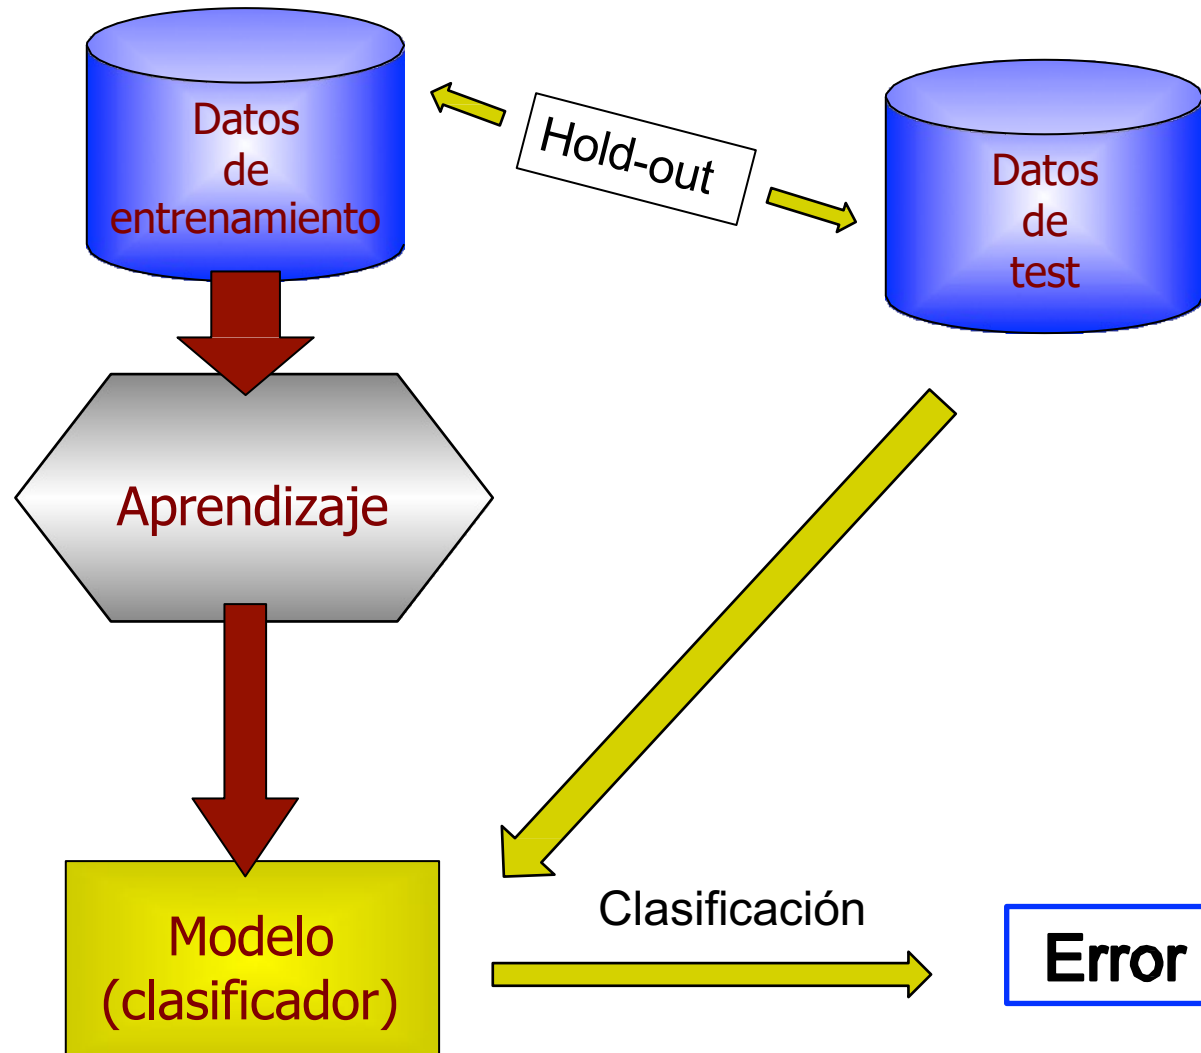 Datos
de
entrenamiento
Hold-out
Datos
de
test
Aprendizaje
Clasificación
Modelo
(clasificador)
Error